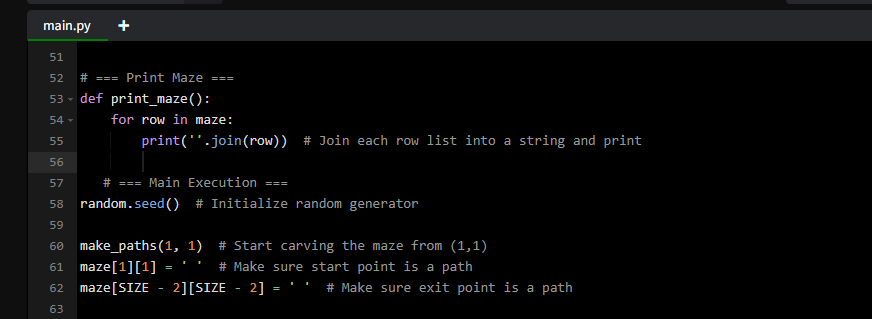 main.py +
51
52 # === Print Maze ===
53 def print_maze():
54     for row in maze:
55         print(''.join(row))  # Join each row list into a string and print
56
57    # === Main Execution ===
58 random.seed()  # Initialize random generator
59
60 make_paths(1, 1)  # Start carving the maze from (1,1)
61 maze[1][1] = ' '  # Make sure start point is a path
62 maze[SIZE - 2][SIZE - 2] = ' '  # Make sure exit point is a path
63